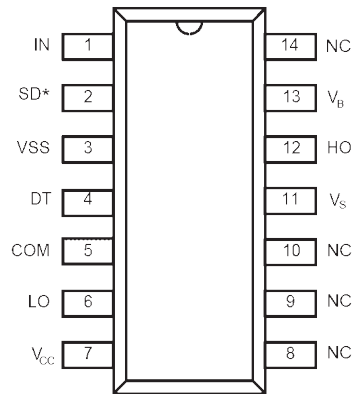 IN 1 14 NC
SD* 2 13 VB
VSS 3 12 HO
DT 4 11 VS
COM 5 10 NC
LO 6 9 NC
VCC 7 8 NC